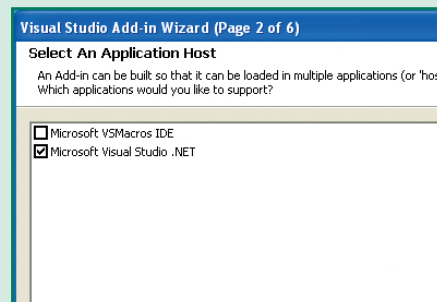 Visual Studio Add-in Wizard (Page 2 of 6)
Select An Application Host
An Add-in can be built so that it can be loaded in multiple applications (or 'hos
Which applications would you like to support?
Microsoft VSMacros IDE
Microsoft Visual Studio .NET